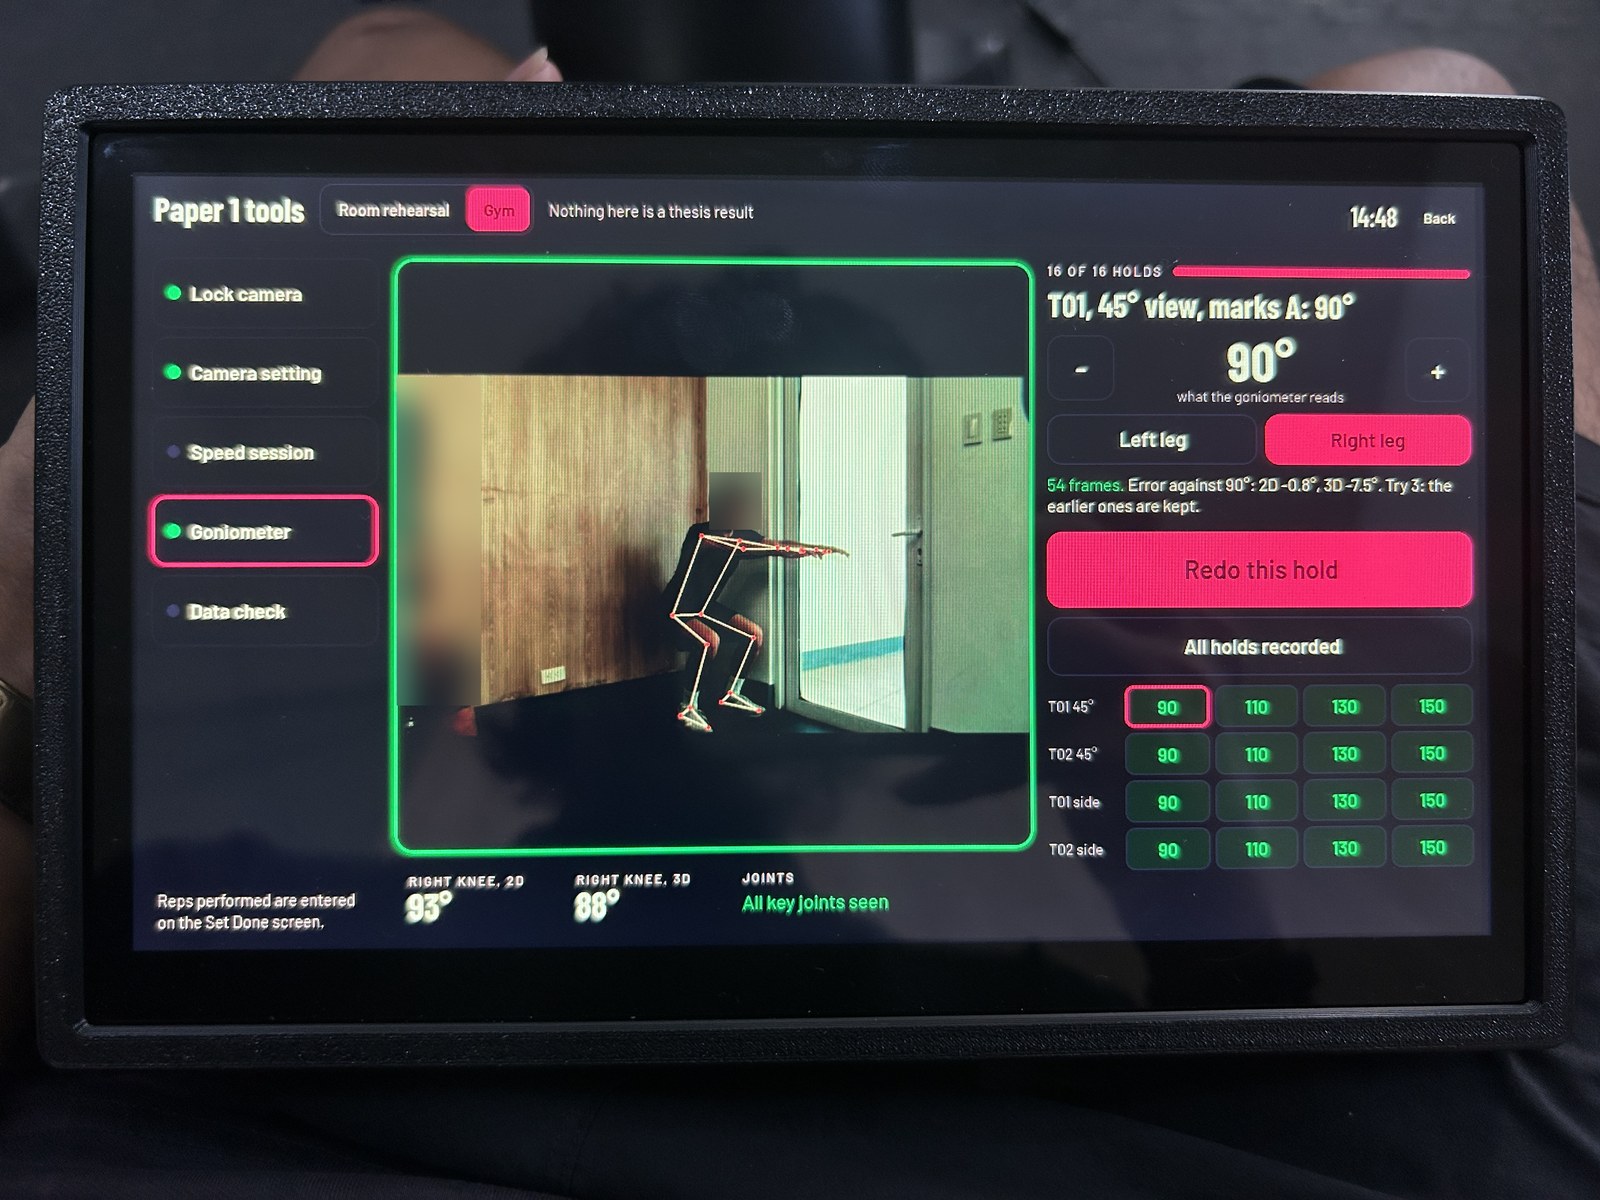 Paper 1 tools
Room rehearsal
Gym
Nothing here is a thesis result
14:48
Back
Lock camera
Camera setting
Speed session
Goniometer
Data check
Reps performed are entered
on the Set Done screen.
RIGHT KNEE, 2D
93°
RIGHT KNEE, 3D
88°
JOINTS
All key joints seen
16 OF 16 HOLDS
T01, 45° view, marks A: 90°
-
90°
+
what the goniometer reads
Left leg
Right leg
54 frames. Error against 90°: 2D -0.8°, 3D -7.5°. Try 3: the
earlier ones are kept.
Redo this hold
All holds recorded
T01 45° 90 110 130 150
T02 45° 90 110 130 150
T01 side 90 110 130 150
T02 side 90 110 130 150